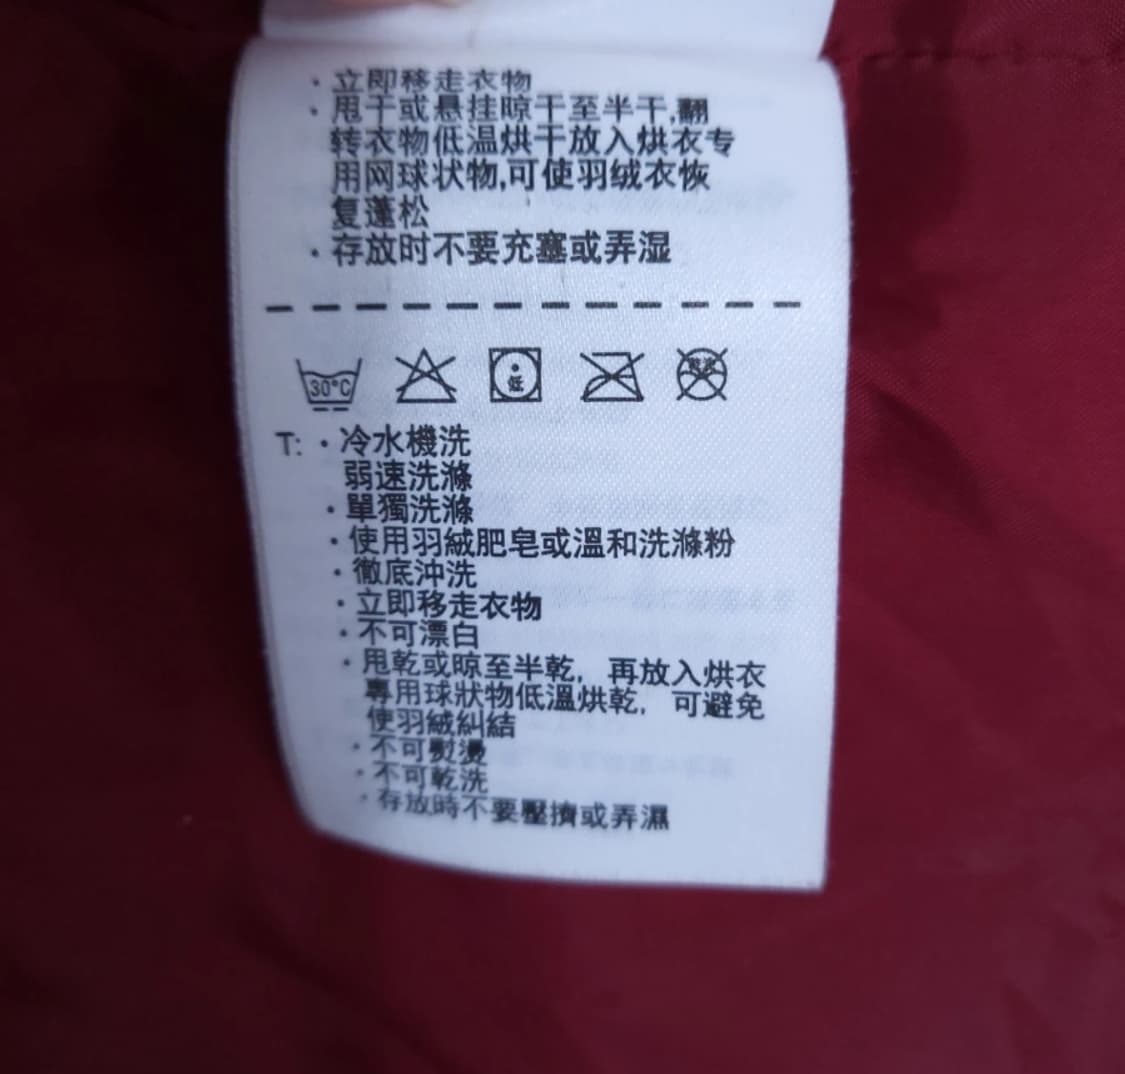 · 立即移走衣物
· 甩干或悬挂晾干至半干,翻
转衣物低温烘干放入烘衣专
用网球状物,可使羽绒衣恢
复蓬松
· 存放时不要充塞或弄湿
30°C 低
T: · 冷水機洗
弱速洗滌
· 單獨洗滌
· 使用羽絨肥皂或溫和洗滌粉
· 徹底沖洗
· 立即移走衣物
· 不可漂白
· 甩乾或晾至半乾, 再放入烘衣
專用球狀物低溫烘乾, 可避免
使羽絨糾結
· 不可熨燙
· 不可乾洗
· 存放時不要壓擠或弄濕